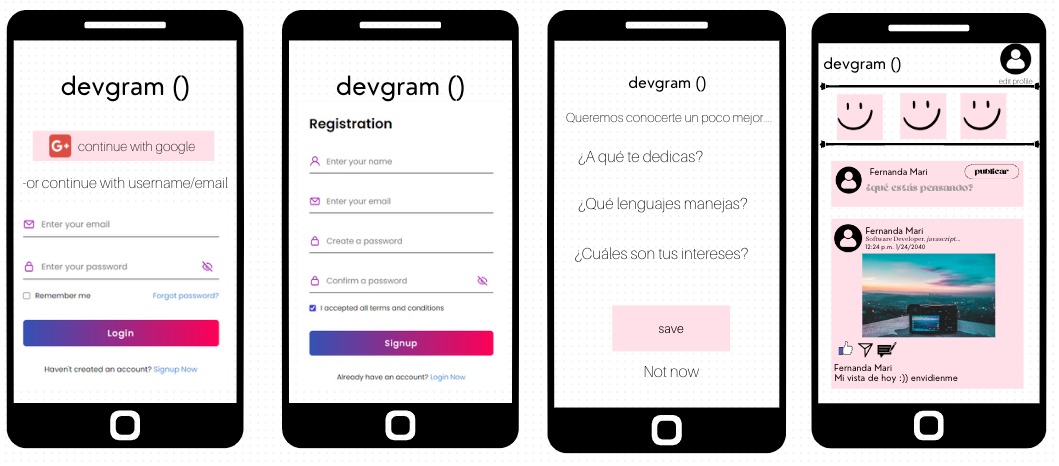 devgram ()
G+ continue with google
-or continue with username/email
Enter your email
Enter your password
Remember me Forgot password?
Login
Haven't created an account? Signup Now
devgram ()
Registration
Enter your name
Enter your email
Create a password
Confirm a password
I accepted all terms and conditions
Signup
Already have an account? Login Now
devgram ()
Queremos conocerte un poco mejor...
¿A qué te dedicas?
¿Qué lenguajes manejas?
¿Cuáles son tus intereses?
save
Not now
devgram ()
edit profile
Fernanda Mari publicar
¿qué estás pensando?
Fernanda Mari
Software Developer, javascript...
12:24 p.m. 1/24/2040
Fernanda Mari
Mi vista de hoy :)) envidienme